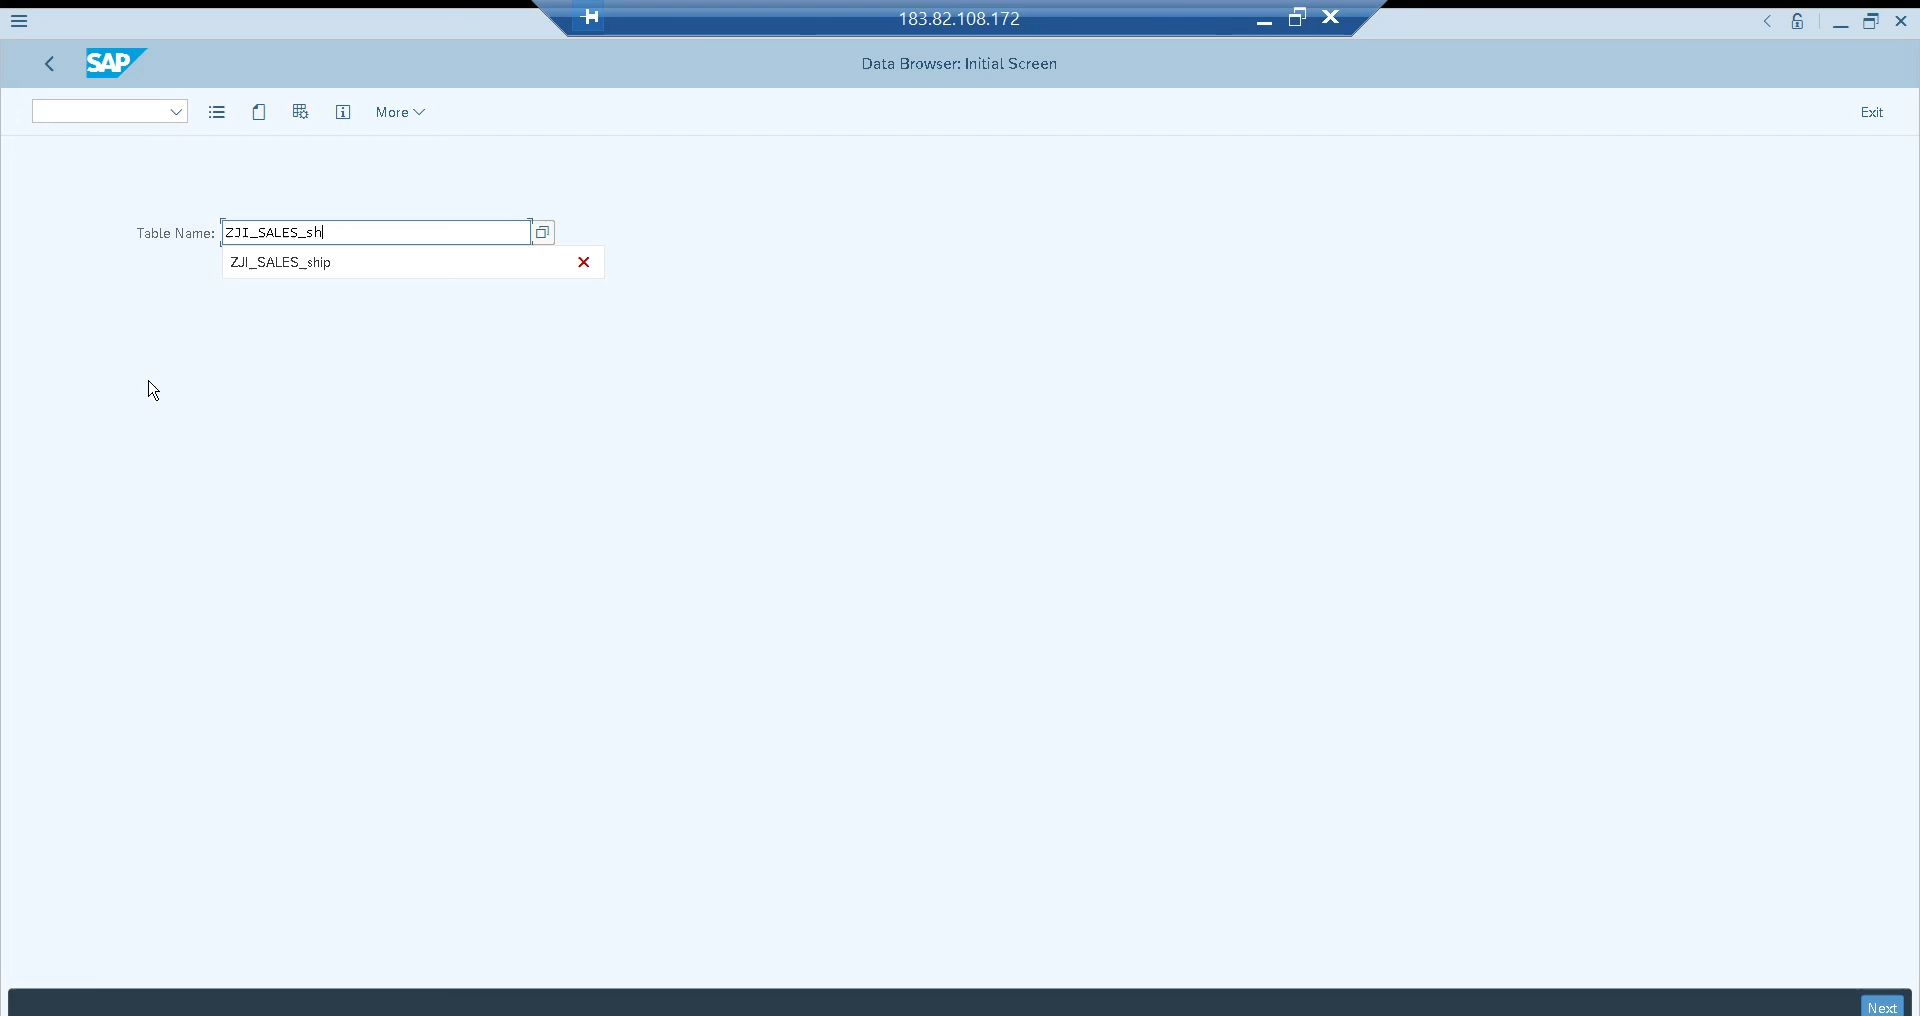 183.82.108.172
SAP
Data Browser: Initial Screen
More
Exit
Table Name: ZJI_SALES_sh
ZJI_SALES_ship
Next